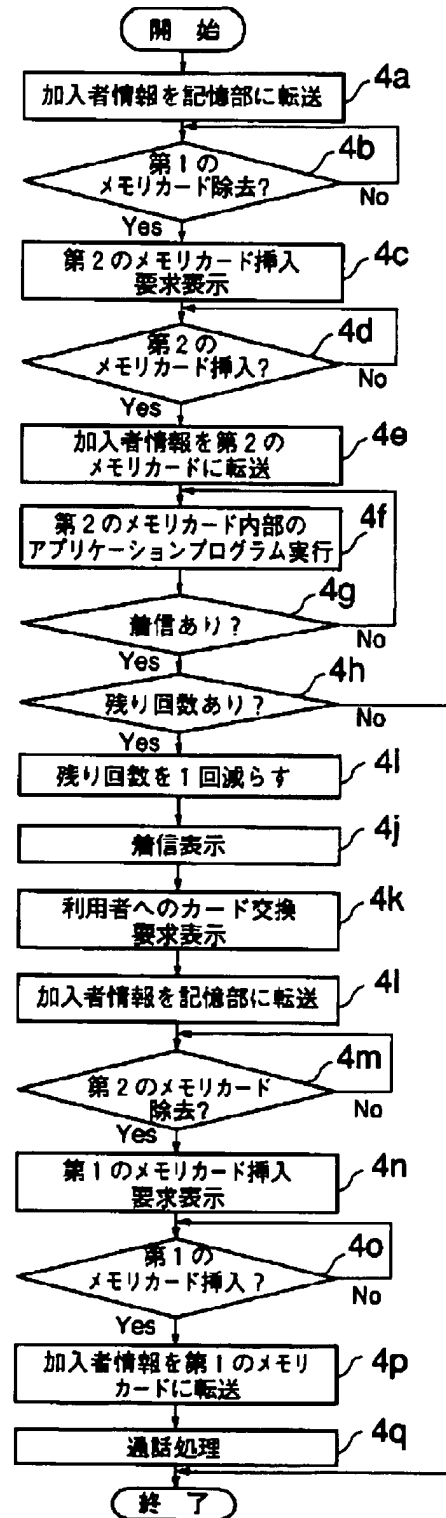 開 始
加入者情報を記憶部に転送
4a
第1の
メモリカード除去?
4b
No
Yes
第2のメモリカード挿入
要求表示
4c
第2の
メモリカード挿入?
4d
No
Yes
加入者情報を第2の
メモリカードに転送
4e
第2のメモリカード内部の
アプリケーションプログラム実行
4f
着信あり?
4g
No
Yes
残り回数あり?
4h
No
Yes
残り回数を1回減らす
4i
着信表示
4j
利用者へのカード交換
要求表示
4k
加入者情報を記憶部に転送
4l
第2のメモリカード
除去?
4m
No
Yes
第1のメモリカード挿入
要求表示
4n
第1の
メモリカード挿入?
4o
No
Yes
加入者情報を第1のメモリ
カードに転送
4p
通話処理
4q
終 了